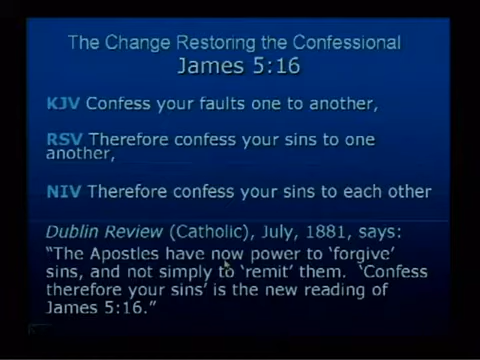 The Change Restoring the Confessional
James 5:16
KJV Confess your faults one to another,
RSV Therefore confess your sins to one
another,
NIV Therefore confess your sins to each other
Dublin Review (Catholic), July, 1881, says:
"The Apostles have now power to 'forgive'
sins, and not simply to 'remit' them. 'Confess
therefore your sins' is the new reading of
James 5:16."